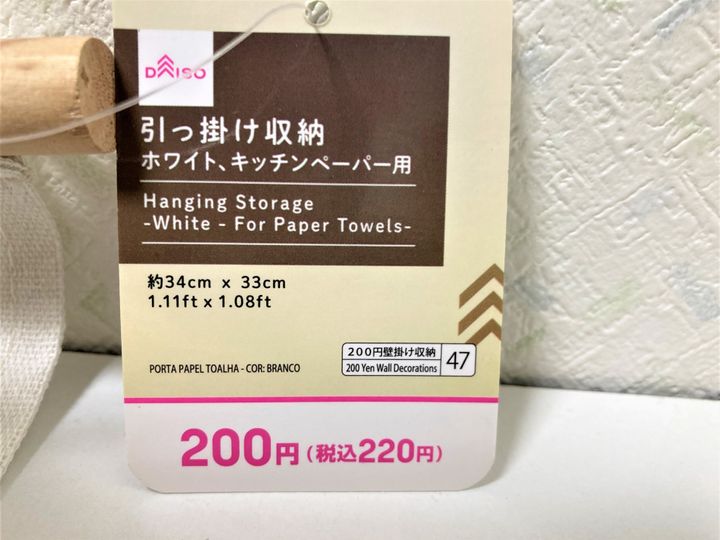 DAISO
引っ掛け収納
ホワイト、キッチンペーパー用
Hanging Storage
-White - For Paper Towels-
約34cm x 33cm
1.11ft x 1.08ft
200円壁掛け収納
200 Yen Wall Decorations
47
PORTA PAPEL TOALHA - COR: BRANCO
200円(税込220円)